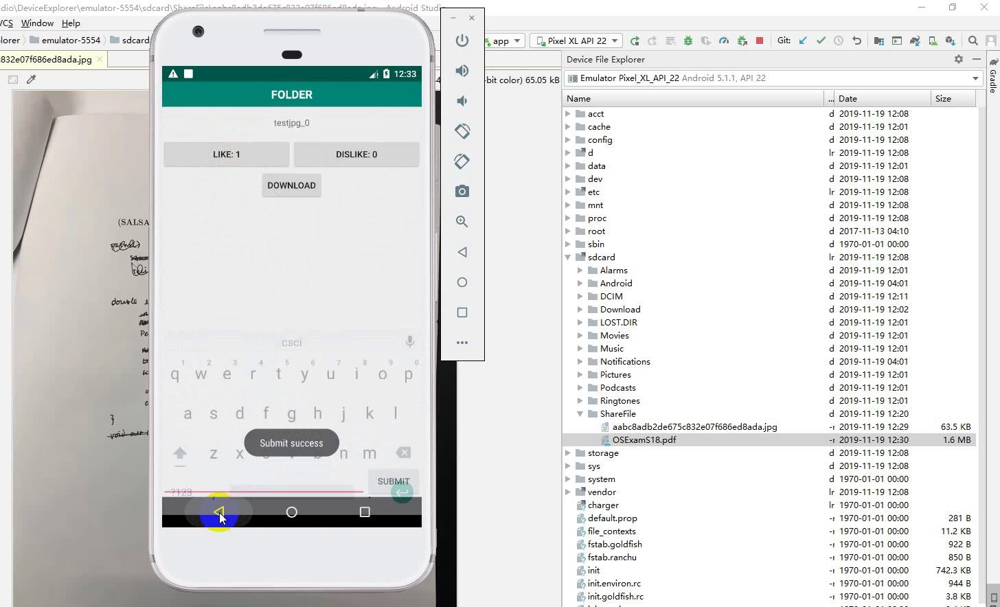 dio\DeviceExplorer\emulator-5554\sdcard\ShareFile\aabc8adb2de675c832e07f686ed8ada.jpg - Android Studio
VCS Window Help
lorer emulator-5554 sdcard
app Pixel XL API 22 Git:
832e07f686ed8ada.jpg
-bit color) 65.05 kB
Device File Explorer
Gradle
Emulator Pixel_XL_API_22 Android 5.1.1, API 22
Name ... Date Size
acct d 2019-11-19 12:08
cache d 2019-11-19 12:01
config d 2019-11-19 12:08
d lr 2019-11-19 12:08
data d 2019-11-19 12:01
dev d 2019-11-19 12:08
etc lr 2019-11-19 12:08
mnt d 2019-11-19 12:08
proc d 2019-11-19 12:08
root d 2017-11-13 04:10
sbin d 1970-01-01 00:00
sdcard lr 2019-11-19 12:08
Alarms d 2019-11-19 12:01
Android d 2019-11-19 04:01
DCIM d 2019-11-19 12:11
Download d 2019-11-19 12:02
LOST.DIR d 2019-11-19 12:01
Movies d 2019-11-19 12:01
Music d 2019-11-19 12:01
Notifications d 2019-11-19 04:01
Pictures d 2019-11-19 12:01
Podcasts d 2019-11-19 12:01
Ringtones d 2019-11-19 12:01
ShareFile d 2019-11-19 12:20
aabc8adb2de675c832e07f686ed8ada.jpg -r 2019-11-19 12:29 63.5 KB
OSExamS18.pdf -r 2019-11-19 12:30 1.6 MB
storage d 2019-11-19 12:08
sys d 2019-11-19 12:08
system d 1970-01-01 00:00
vendor lr 2019-11-19 12:08
charger lr 1970-01-01 00:00
default.prop -r 1970-01-01 00:00 281 B
file_contexts -r 1970-01-01 00:00 11.2 KB
fstab.goldfish -r 1970-01-01 00:00 922 B
fstab.ranchu -r 1970-01-01 00:00 850 B
init -r 1970-01-01 00:00 742.3 KB
init.environ.rc -r 1970-01-01 00:00 944 B
init.goldfish.rc -r 1970-01-01 00:00 3.8 KB
12:33
FOLDER
testjpg_0
LIKE: 1 DISLIKE: 0
DOWNLOAD
csci
1 2 3 4 5 6 7 8 9 0
q w e r t y u i o p
a s d f g h j k l
z x b n m
Submit success
SUBMIT
?123
(SALSA
double
Pe
}
void